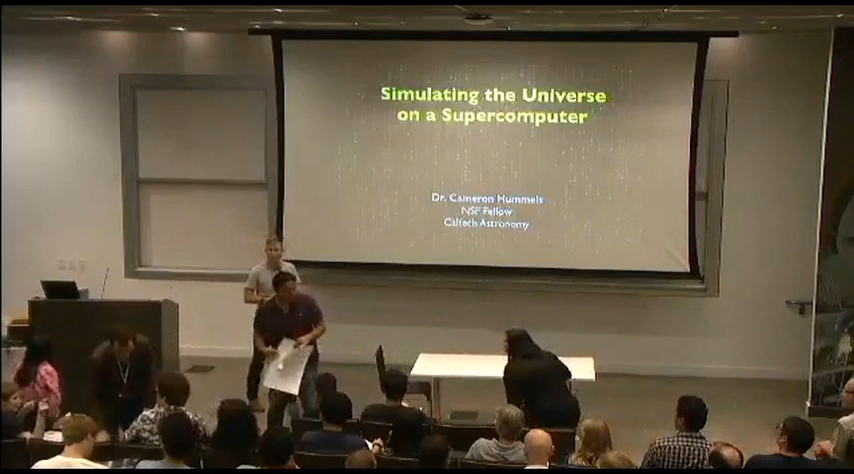 Simulating the Universe
on a Supercomputer
Dr. Cameron Hummels
NSF Fellow
Caltech Astronomy